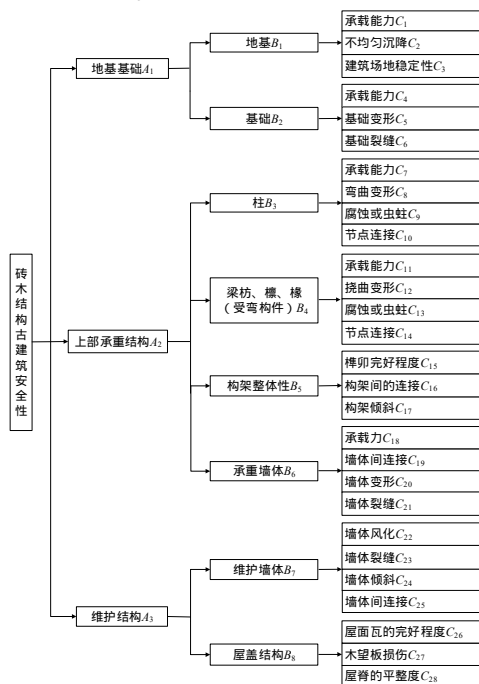 砖木结构古建筑安全性
地基基础A₁
地基B₁
承载能力C₁
不均匀沉降C₂
建筑场地稳定性C₃
基础B₂
承载能力C₄
基础变形C₅
基础裂缝C₆
上部承重结构A₂
柱B₃
承载能力C₇
弯曲变形C₈
腐蚀或虫蛀C₉
节点连接C₁₀
梁枋、檩、椽
（受弯构件）B₄
承载能力C₁₁
挠曲变形C₁₂
腐蚀或虫蛀C₁₃
节点连接C₁₄
构架整体性B₅
榫卯完好程度C₁₅
构架间的连接C₁₆
构架倾斜C₁₇
承重墙体B₆
承载力C₁₈
墙体间连接C₁₉
墙体变形C₂₀
墙体裂缝C₂₁
维护结构A₃
维护墙体B₇
墙体风化C₂₂
墙体裂缝C₂₃
墙体倾斜C₂₄
墙体间连接C₂₅
屋盖结构B₈
屋面瓦的完好程度C₂₆
木望板损伤C₂₇
屋脊的平整度C₂₈